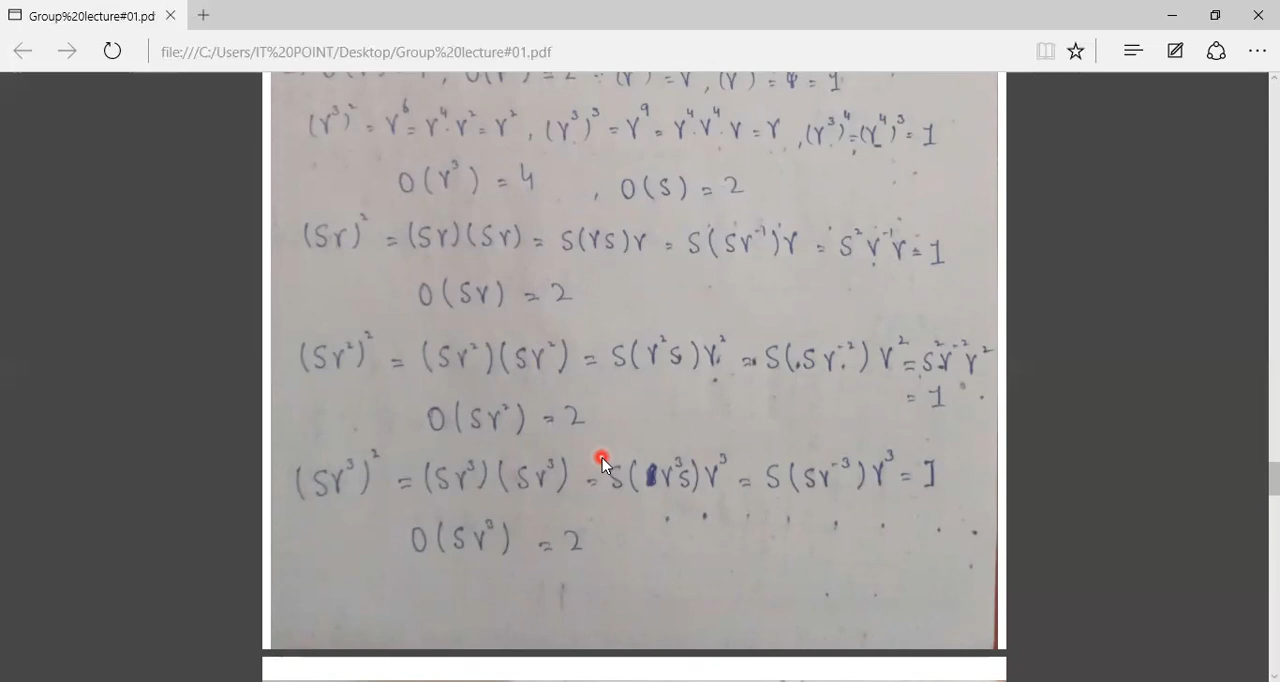 Group%20lecture#01.pd
file:///C:/Users/IT%20POINT/Desktop/Group%20lecture#01.pdf
(r³)² = r⁶ = r⁴·r² = r², (r³)³ = r⁹ = r⁴·r⁴·r = r, (r³)⁴ = (r⁴)³ = 1
O(r³) = 4 , O(S) = 2
(Sr)² = (Sr)(Sr) = S(rS)r = S(Sr⁻¹)r = S²r⁻¹r = 1
O(Sr) = 2
(Sr²)² = (Sr²)(Sr²) = S(r²S)r² = S(Sr⁻²)r² = S²r⁻²r²
= 1
O(Sr²) = 2
(Sr³)² = (Sr³)(Sr³) = S(r³S)r³ = S(Sr⁻³)r³ = 1
O(Sr³) = 2